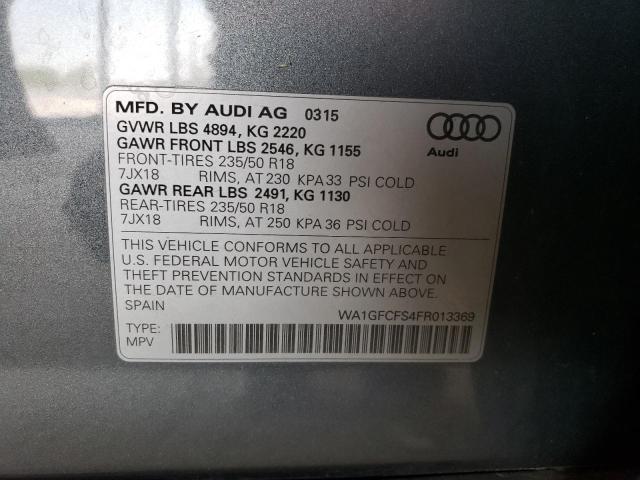 MFD. BY AUDI AG 0315
GVWR LBS 4894, KG 2220
GAWR FRONT LBS 2546, KG 1155
FRONT-TIRES 235/50 R18
7JX18 RIMS, AT 230 KPA 33 PSI COLD
GAWR REAR LBS 2491, KG 1130
REAR-TIRES 235/50 R18
7JX18 RIMS, AT 250 KPA 36 PSI COLD
Audi
THIS VEHICLE CONFORMS TO ALL APPLICABLE
U.S. FEDERAL MOTOR VEHICLE SAFETY AND
THEFT PREVENTION STANDARDS IN EFFECT ON
THE DATE OF MANUFACTURE SHOWN ABOVE.
SPAIN
WA1GFCFS4FR013369
TYPE:
MPV